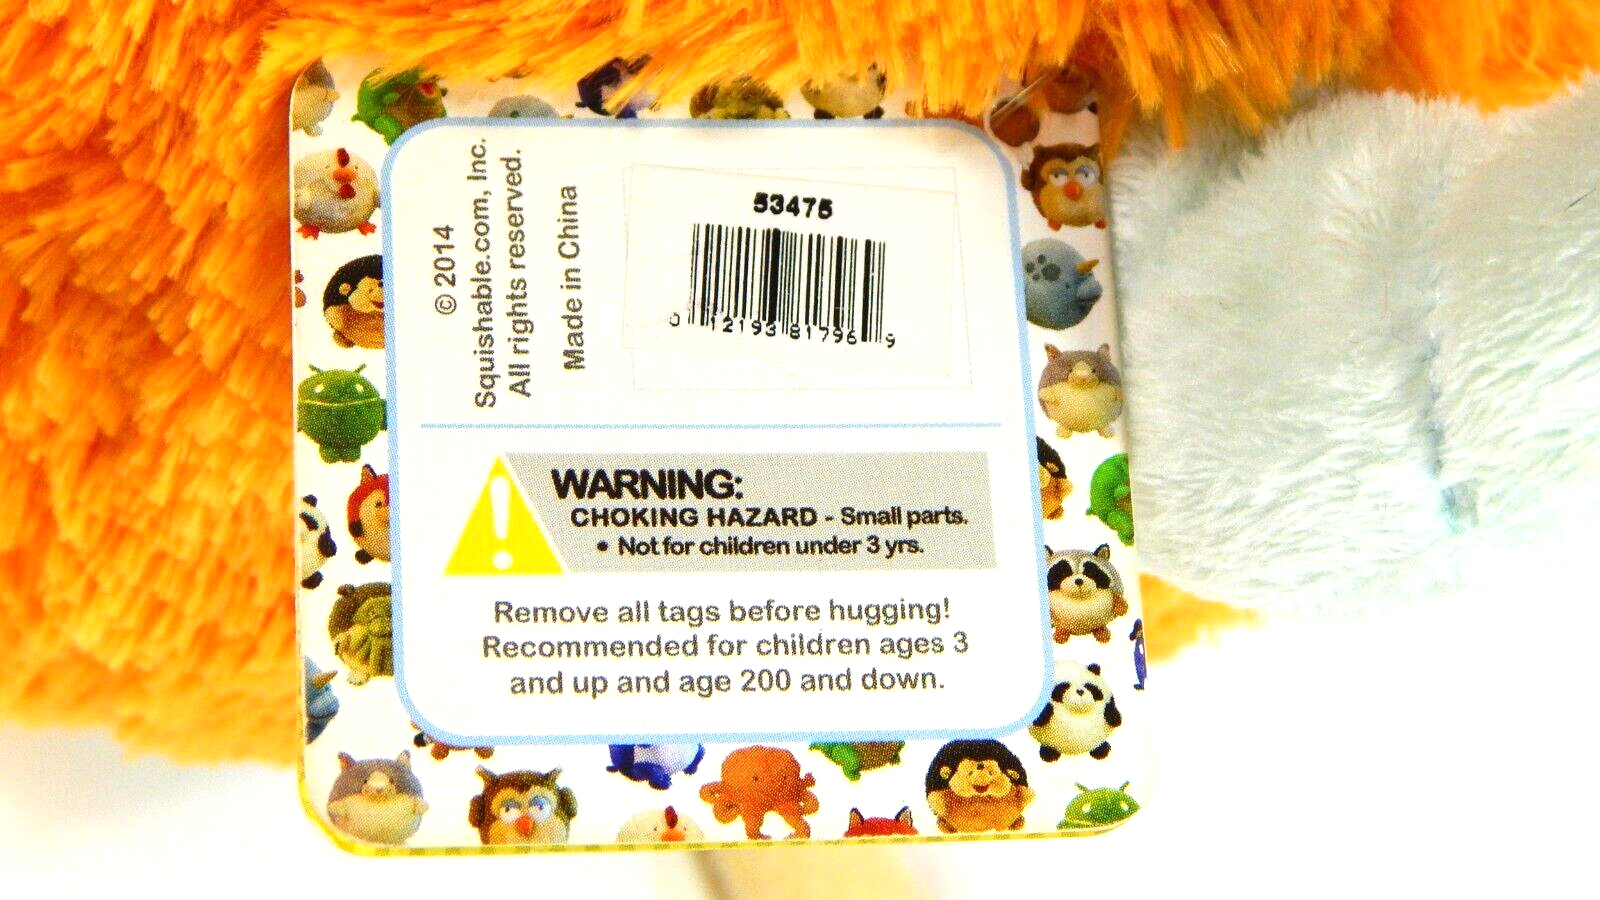 © 2014
Squishable.com, Inc.
All rights reserved.
Made in China
53475
0 12193 81796 9
WARNING:
CHOKING HAZARD - Small parts.
• Not for children under 3 yrs.
Remove all tags before hugging!
Recommended for children ages 3
and up and age 200 and down.